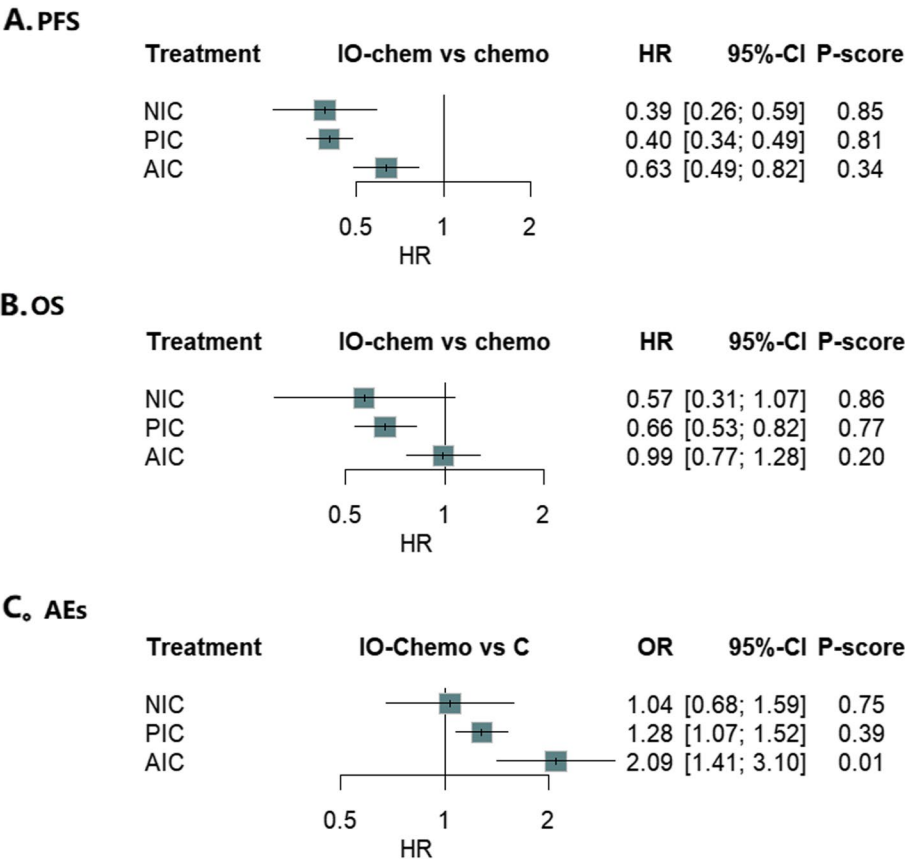 A. PFS
Treatment IO-chem vs chemo HR 95%-CI P-score
NIC 0.39 [0.26; 0.59] 0.85
PIC 0.40 [0.34; 0.49] 0.81
AIC 0.63 [0.49; 0.82] 0.34
0.5 1 2
HR
B. OS
Treatment IO-chem vs chemo HR 95%-CI P-score
NIC 0.57 [0.31; 1.07] 0.86
PIC 0.66 [0.53; 0.82] 0.77
AIC 0.99 [0.77; 1.28] 0.20
0.5 1 2
HR
C。 AEs
Treatment IO-Chemo vs C OR 95%-CI P-score
NIC 1.04 [0.68; 1.59] 0.75
PIC 1.28 [1.07; 1.52] 0.39
AIC 2.09 [1.41; 3.10] 0.01
0.5 1 2
HR